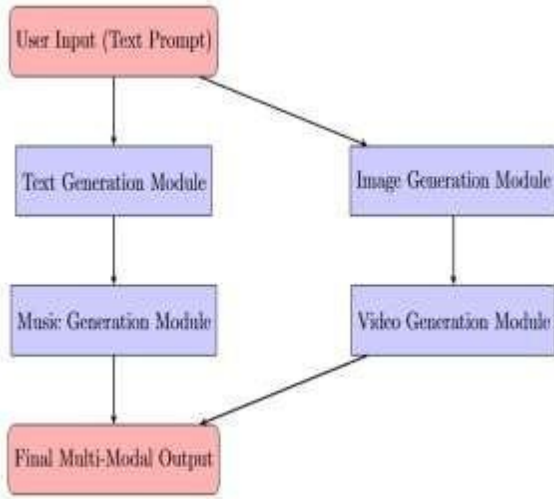 User Input (Text Prompt)
Text Generation Module
Image Generation Module
Music Generation Module
Video Generation Module
Final Multi-Modal Output